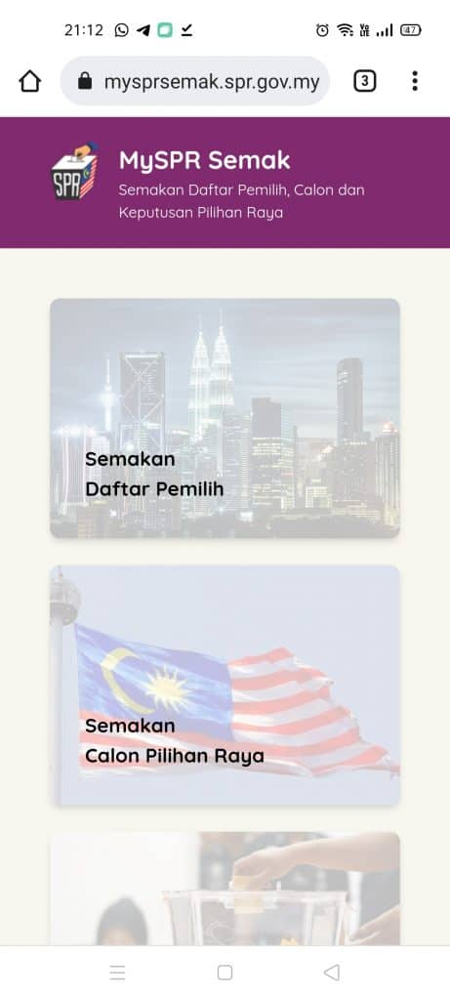 21:12
VoLTE
47
mysprsemak.spr.gov.my
3
SPR
MySPR Semak
Semakan Daftar Pemilih, Calon dan
Keputusan Pilihan Raya
Semakan
Daftar Pemilih
Semakan
Calon Pilihan Raya